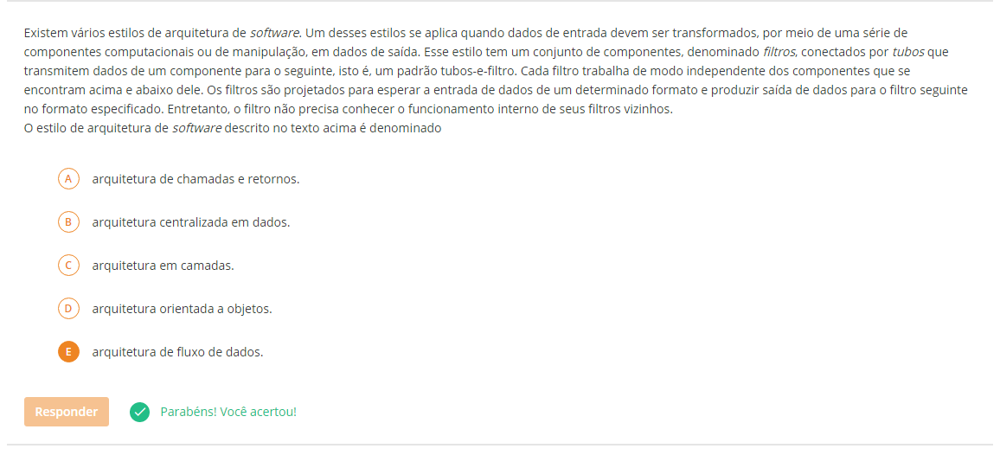 Existem vários estilos de arquitetura de software. Um desses estilos se aplica quando dados de entrada devem ser transformados, por meio de uma série de
componentes computacionais ou de manipulação, em dados de saída. Esse estilo tem um conjunto de componentes, denominado filtros, conectados por tubos que
transmitem dados de um componente para o seguinte, isto é, um padrão tubos-e-filtro. Cada filtro trabalha de modo independente dos componentes que se
encontram acima e abaixo dele. Os filtros são projetados para esperar a entrada de dados de um determinado formato e produzir saída de dados para o filtro seguinte
no formato especificado. Entretanto, o filtro não precisa conhecer o funcionamento interno de seus filtros vizinhos.
O estilo de arquitetura de software descrito no texto acima é denominado
A arquitetura de chamadas e retornos.
B arquitetura centralizada em dados.
C arquitetura em camadas.
D arquitetura orientada a objetos.
E arquitetura de fluxo de dados.
Responder Parabéns! Você acertou!